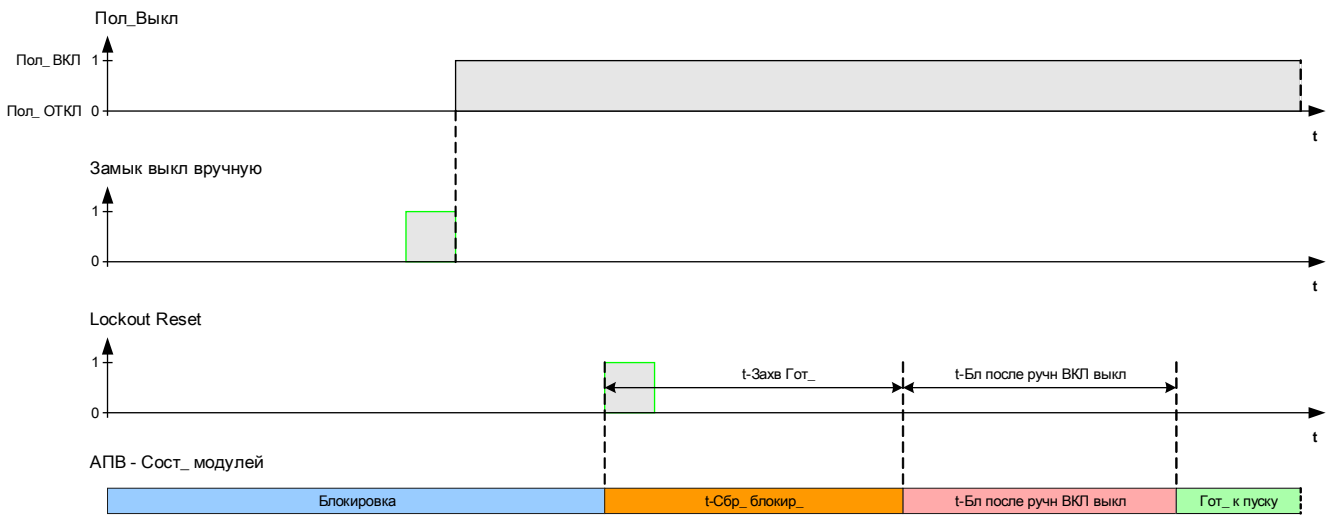 Пол_Выкл
Пол_ ВКЛ 1
Пол_ ОТКЛ 0
t
Замык выкл вручную
1
0
t
Lockout Reset
1
t-Захв Гот_
t-Бл после ручн ВКЛ выкл
0
t
АПВ - Сост_ модулей
Блокировка
t-Сбр_ блокир_
t-Бл после ручн ВКЛ выкл
Гот_ к пуску